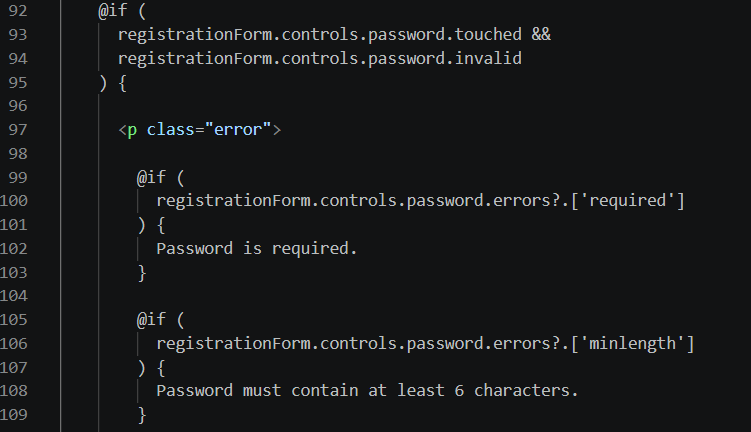 92 @if (
93 registrationForm.controls.password.touched &&
94 registrationForm.controls.password.invalid
95 ) {
96
97 <p class="error">
98
99 @if (
100 registrationForm.controls.password.errors?.['required']
101 ) {
102 Password is required.
103 }
104
105 @if (
106 registrationForm.controls.password.errors?.['minlength']
107 ) {
108 Password must contain at least 6 characters.
109 }